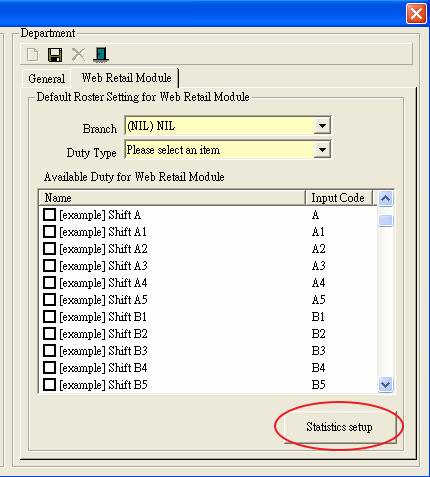 Department
General Web Retail Module
Default Roster Setting for Web Retail Module
Branch (NIL) NIL
Duty Type Please select an item
Available Duty for Web Retail Module
Name Input Code
[example] Shift A A
[example] Shift A1 A1
[example] Shift A2 A2
[example] Shift A3 A3
[example] Shift A4 A4
[example] Shift A5 A5
[example] Shift B1 B1
[example] Shift B2 B2
[example] Shift B3 B3
[example] Shift B4 B4
[example] Shift B5 B5
Statistics setup